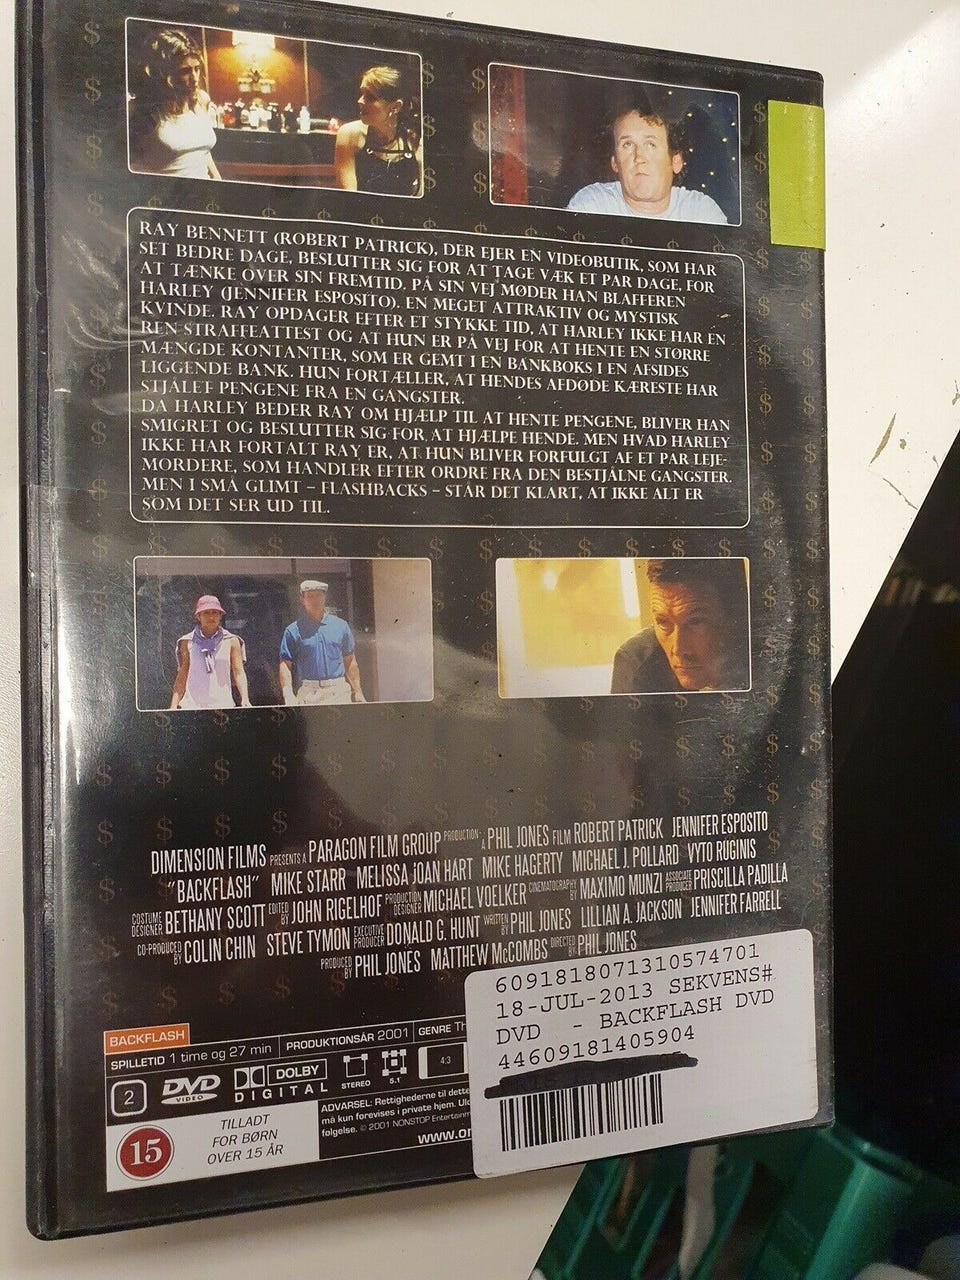 RAY BENNETT (ROBERT PATRICK), DER EJER EN VIDEOBUTIK, SOM HAR
SET BEDRE DAGE, BESLUTTER SIG FOR AT TAGE VÆK ET PAR DAGE, FOR
AT TÆNKE OVER SIN FREMTID. PÅ SIN VEJ MØDER HAN BLAFFEREN
HARLEY (JENNIFER ESPOSITO). EN MEGET ATTRAKTIV OG MYSTISK
KVINDE. RAY OPDAGER EFTER ET STYKKE TID, AT HARLEY IKKE HAR EN
REN STRAFFEATTEST OG AT HUN ER PÅ VEJ FOR AT HENTE EN STØRRE
MÆNGDE KONTANTER, SOM ER GEMT I EN BANKBOKS I EN AFSIDES
LIGGENDE BANK. HUN FORTÆLLER, AT HENDES AFDØDE KÆRESTE HAR
STJÅLET PENGENE FRA EN GANGSTER.
DA HARLEY BEDER RAY OM HJÆLP TIL AT HENTE PENGENE, BLIVER HAN
SMIGRET OG BESLUTTER SIG FOR AT HJÆLPE HENDE. MEN HVAD HARLEY
IKKE HAR FORTALT RAY ER, AT HUN BLIVER FORFULGT AF ET PAR LEJE-
MORDERE, SOM HANDLER EFTER ORDRE FRA DEN BESTJÅLNE GANGSTER.
MEN I SMÅ GLIMT – FLASHBACKS – STÅR DET KLART, AT IKKE ALT ER
SOM DET SER UD TIL.
DIMENSION FILMS PRESENTS A PARAGON FILM GROUP PRODUCTION A PHIL JONES FILM ROBERT PATRICK JENNIFER ESPOSITO
"BACKFLASH" MIKE STARR MELISSA JOAN HART MIKE HAGERTY MICHAEL J. POLLARD VYTO RUGINIS
COSTUME DESIGNER BETHANY SCOTT EDITED BY JOHN RIGELHOF PRODUCTION DESIGNER MICHAEL VOELKER CINEMATOGRAPHY BY MAXIMO MUNZI ASSOCIATE PRODUCER PRISCILLA PADILLA
CO-PRODUCED BY COLIN CHIN STEVE TYMON EXECUTIVE PRODUCER DONALD G. HUNT WRITTEN BY PHIL JONES LILLIAN A. JACKSON JENNIFER FARRELL
PRODUCED BY PHIL JONES MATTHEW McCOMBS DIRECTED BY PHIL JONES
6091818071310574701
18-JUL-2013 SEKVENS#
DVD - BACKFLASH DVD
44609181405904
BACKFLASH
SPILLETID 1 time og 27 min PRODUKTIONSÅR 2001 GENRE
2 DVD VIDEO DOLBY DIGITAL STEREO 5.1 4:3
15
TILLADT
FOR BØRN
OVER 15 ÅR
ADVARSEL: Rettighederne til dette
må kun forevises i privat hjem.
følgelse. © 2001 NONSTOP